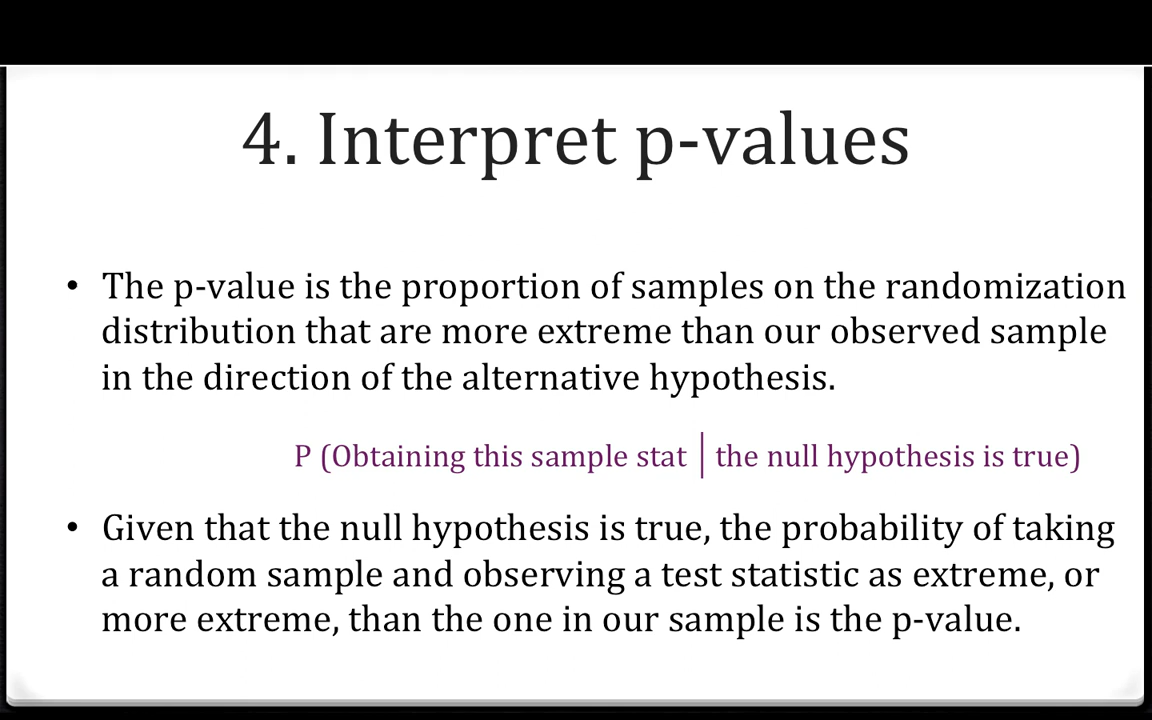 4. Interpret p-values
• The p-value is the proportion of samples on the randomization
distribution that are more extreme than our observed sample
in the direction of the alternative hypothesis.
P (Obtaining this sample stat | the null hypothesis is true)
• Given that the null hypothesis is true, the probability of taking
a random sample and observing a test statistic as extreme, or
more extreme, than the one in our sample is the p-value.